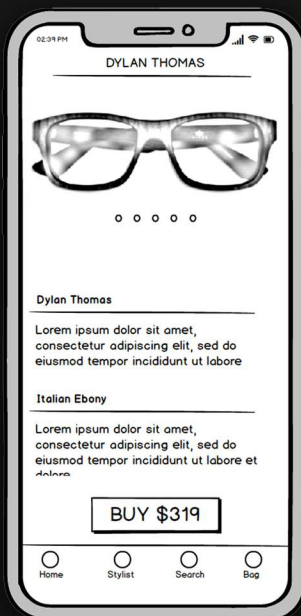 02:39 PM
DYLAN THOMAS
Dylan Thomas
Lorem ipsum dolor sit amet,
consectetur adipiscing elit, sed do
eiusmod tempor incididunt ut labore
Italian Ebony
Lorem ipsum dolor sit amet,
consectetur adipiscing elit, sed do
eiusmod tempor incididunt ut labore et
dolore
BUY $319
Home Stylist Search Bag